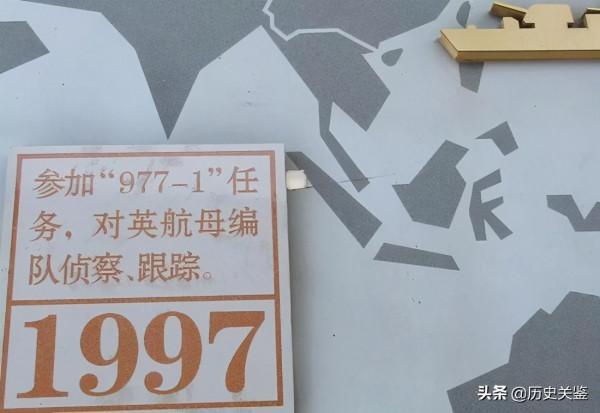 参加“977-1”任
务，对英航母编
队侦察、跟踪。
1997
头条 @历史关鉴